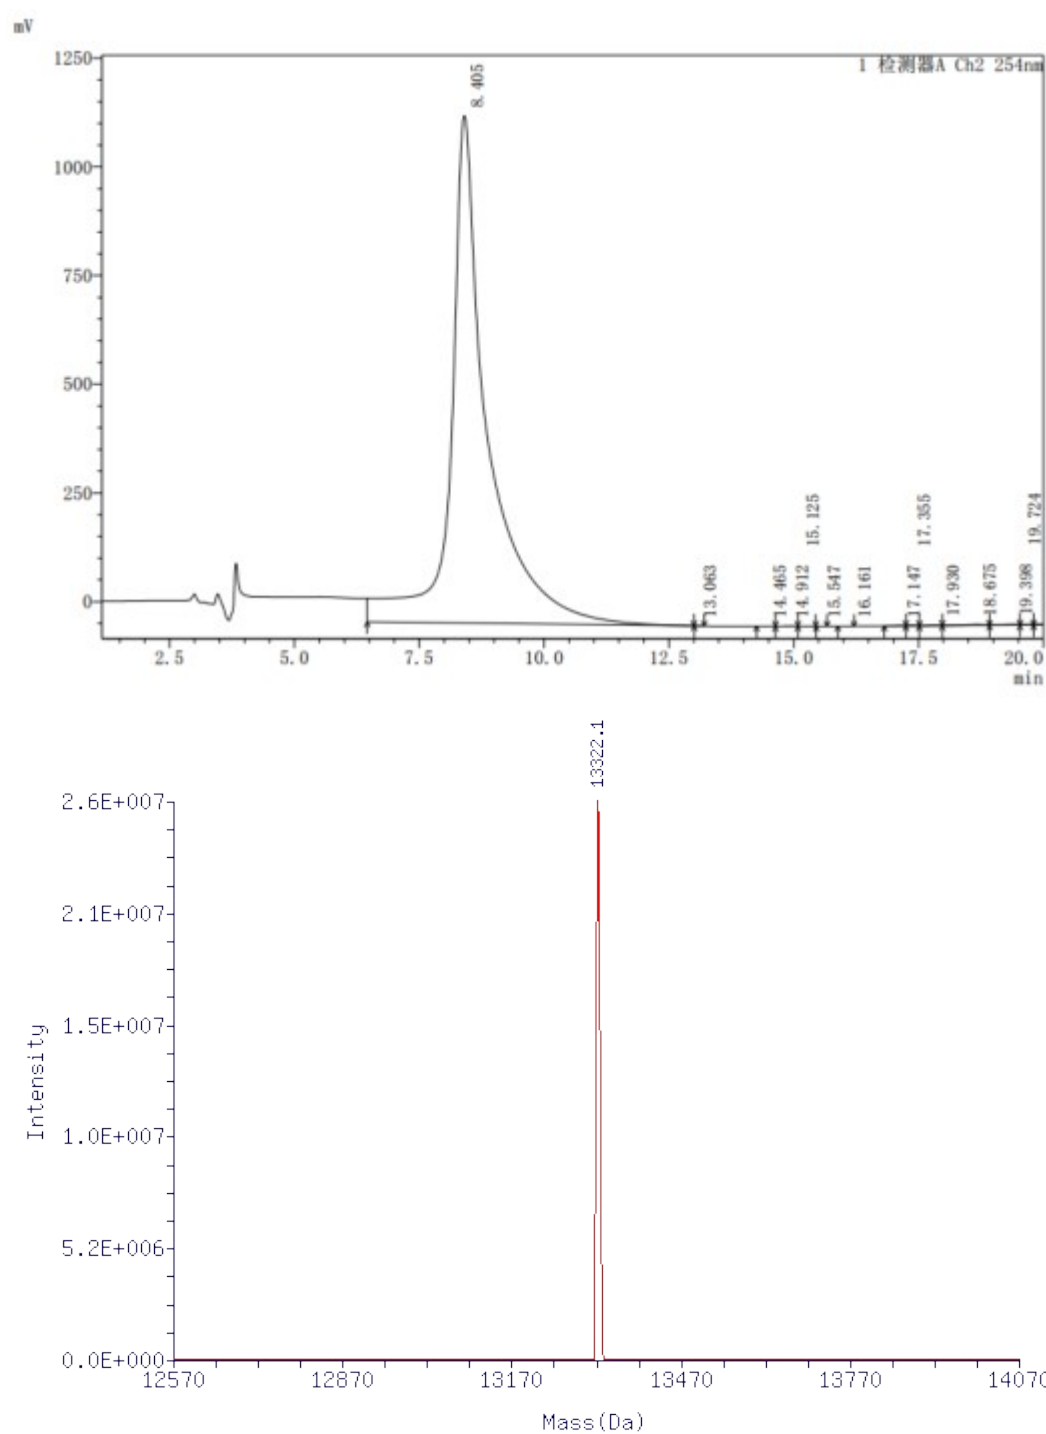 mV
1 检测器A Ch2 254nm
1250
1000
750
500
250
0
8.405
13.063
14.465
14.912
15.125
15.547
16.161
17.147
17.355
17.930
18.675
19.398
19.724
2.5 5.0 7.5 10.0 12.5 15.0 17.5 20.0
min
13322.1
2.6E+007
2.1E+007
1.5E+007
1.0E+007
5.2E+006
0.0E+000
Intensity
12570 12870 13170 13470 13770 14070
Mass(Da)